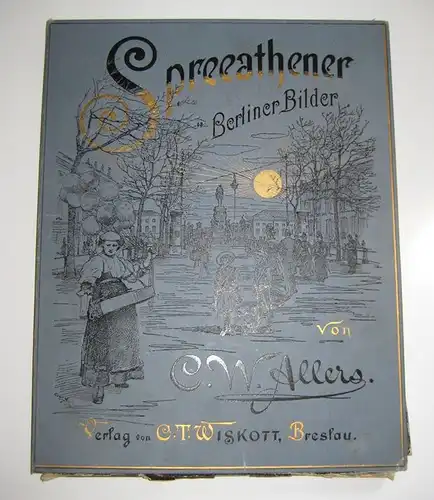 Spreeathener
Berliner Bilder
von
C. W. Allers.
Verlag von C. T. WISKOTT, Breslau.